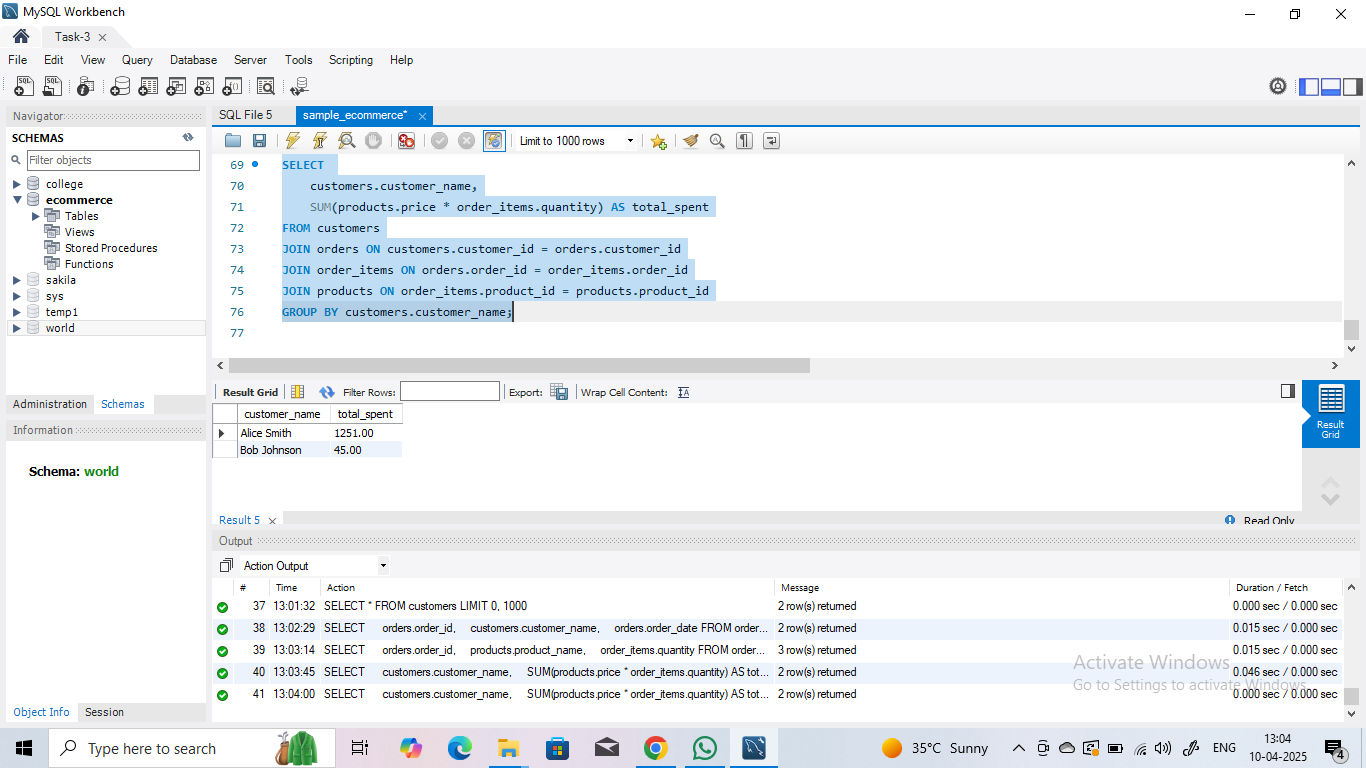 MySQL Workbench
Task-3
File Edit View Query Database Server Tools Scripting Help
Navigator
SCHEMAS
Filter objects
college
ecommerce
Tables
Views
Stored Procedures
Functions
sakila
sys
temp1
world
Administration Schemas
Information
Schema: world
Object Info Session
SQL File 5 sample_ecommerce*
Limit to 1000 rows
69 SELECT
70 customers.customer_name,
71 SUM(products.price * order_items.quantity) AS total_spent
72 FROM customers
73 JOIN orders ON customers.customer_id = orders.customer_id
74 JOIN order_items ON orders.order_id = order_items.order_id
75 JOIN products ON order_items.product_id = products.product_id
76 GROUP BY customers.customer_name;
77
Result Grid Filter Rows: Export: Wrap Cell Content:
customer_name total_spent
Alice Smith 1251.00
Bob Johnson 45.00
Result Grid
Result 5 Read Only
Output
Action Output
# Time Action Message Duration / Fetch
37 13:01:32 SELECT * FROM customers LIMIT 0, 1000 2 row(s) returned 0.000 sec / 0.000 sec
38 13:02:29 SELECT orders.order_id, customers.customer_name, orders.order_date FROM order... 2 row(s) returned 0.015 sec / 0.000 sec
39 13:03:14 SELECT orders.order_id, products.product_name, order_items.quantity FROM order... 3 row(s) returned 0.015 sec / 0.000 sec
40 13:03:45 SELECT customers.customer_name, SUM(products.price * order_items.quantity) AS tot... 2 row(s) returned 0.046 sec / 0.000 sec
41 13:04:00 SELECT customers.customer_name, SUM(products.price * order_items.quantity) AS tot... 2 row(s) returned 0.000 sec / 0.000 sec
Activate Windows
Go to Settings to activate Windows.
Type here to search
35°C Sunny
ENG
13:04
10-04-2025
4